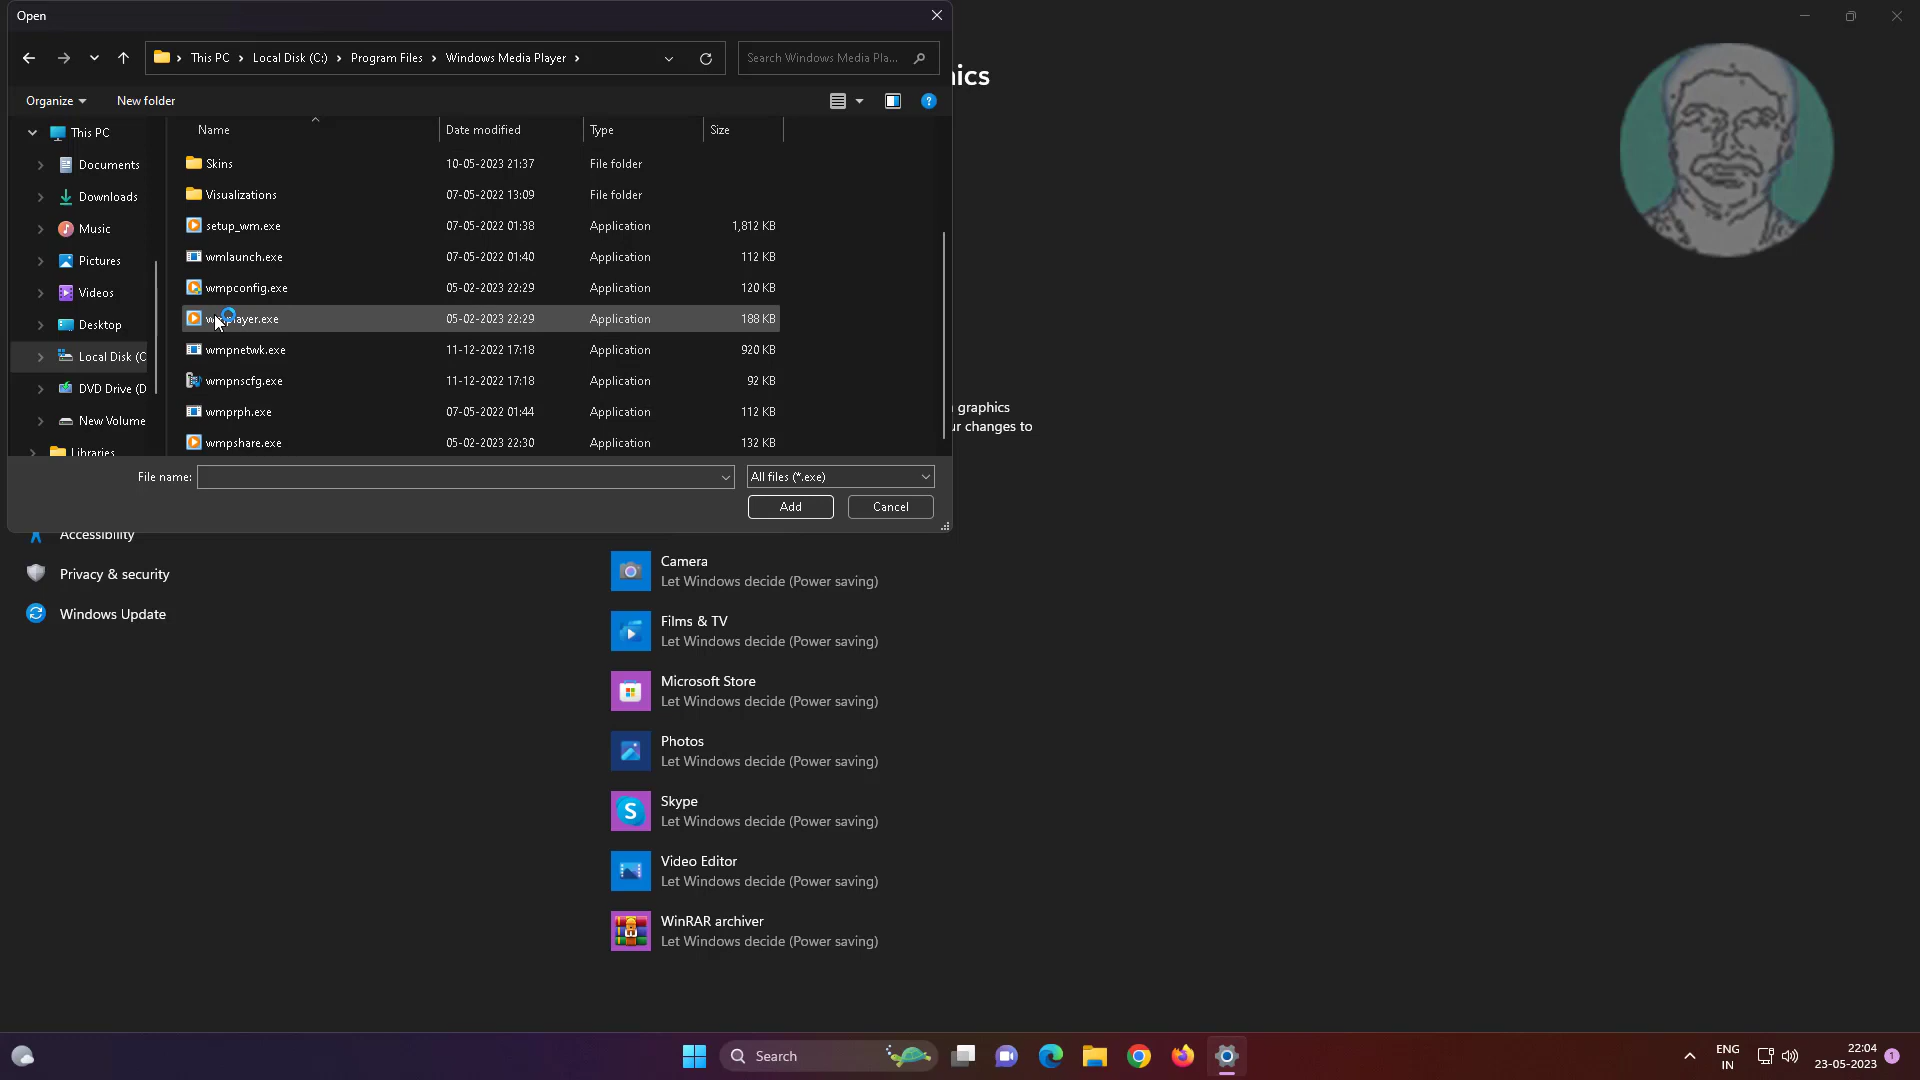 Open
This PC
Local Disk (C:)
Program Files
Windows Media Player
Search Windows Media Pla...
Organize
New folder
Name
Date modified
Type
Size
This PC
Documents
Downloads
Music
Pictures
Videos
Desktop
Local Disk (C
DVD Drive (D
New Volume
Libraries
Skins 10-05-2023 21:37 File folder
Visualizations 07-05-2022 13:09 File folder
setup_wm.exe 07-05-2022 01:38 Application 1,812 KB
wmlaunch.exe 07-05-2022 01:40 Application 112 KB
wmpconfig.exe 05-02-2023 22:29 Application 120 KB
wmplayer.exe 05-02-2023 22:29 Application 188 KB
wmpnetwk.exe 11-12-2022 17:18 Application 920 KB
wmpnscfg.exe 11-12-2022 17:18 Application 92 KB
wmprph.exe 07-05-2022 01:44 Application 112 KB
wmpshare.exe 05-02-2023 22:30 Application 132 KB
File name:
All files (*.exe)
Add
Cancel
ics
graphics
ur changes to
Accessibility
Privacy & security
Windows Update
Camera
Let Windows decide (Power saving)
Films & TV
Let Windows decide (Power saving)
Microsoft Store
Let Windows decide (Power saving)
Photos
Let Windows decide (Power saving)
Skype
Let Windows decide (Power saving)
Video Editor
Let Windows decide (Power saving)
WinRAR archiver
Let Windows decide (Power saving)
Search
ENG
IN
22:04
23-05-2023
1